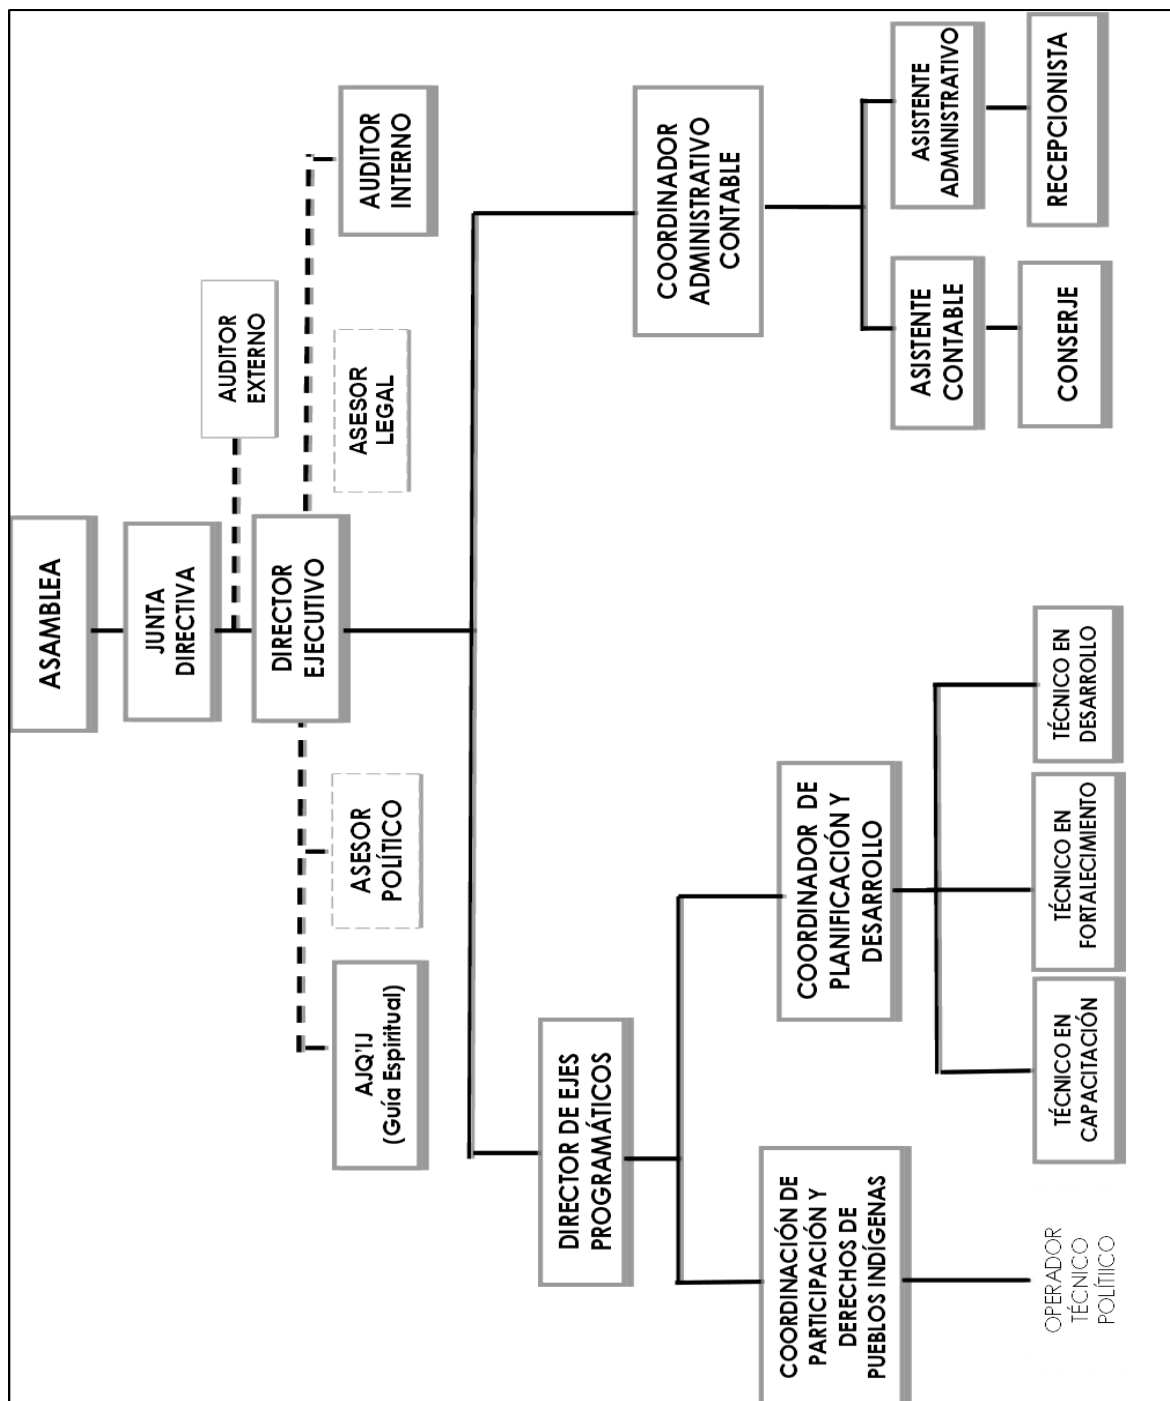 ASAMBLEA
JUNTA
DIRECTIVA
AUDITOR
EXTERNO
DIRECTOR
EJECUTIVO
AJQ'IJ
(Guía Espiritual)
ASESOR
POLÍTICO
ASESOR
LEGAL
AUDITOR
INTERNO
DIRECTOR DE EJES
PROGRAMÁTICOS
COORDINADOR
ADMINISTRATIVO
CONTABLE
COORDINACIÓN DE
PARTICIPACIÓN Y
DERECHOS DE
PUEBLOS INDÍGENAS
COORDINADOR DE
PLANIFICACIÓN Y
DESARROLLO
ASISTENTE
CONTABLE
ASISTENTE
ADMINISTRATIVO
OPERADOR
TÉCNICO
POLÍTIICO
TÉCNICO EN
CAPACITACIÓN
TÉCNICO EN
FORTALECIMIENTO
TÉCNICO EN
DESARROLLO
CONSERJE
RECEPCIONISTA